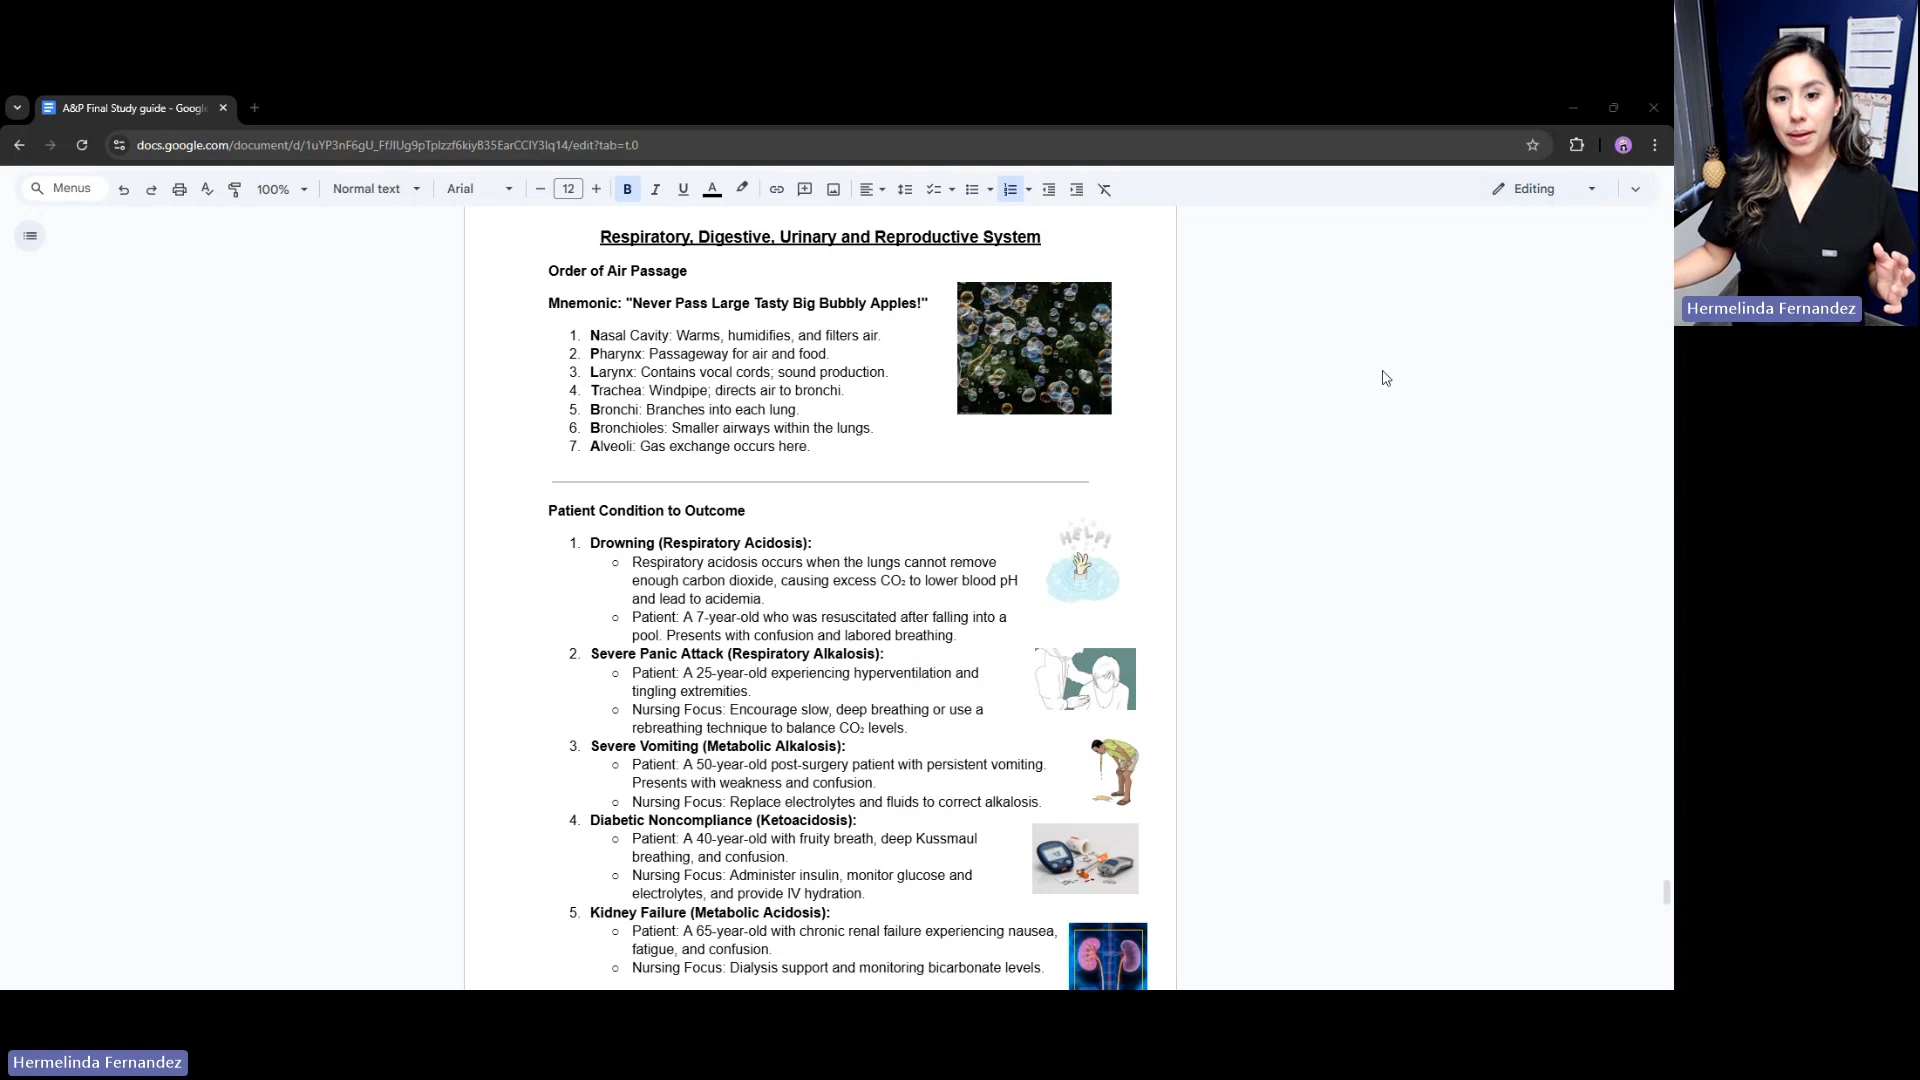 A&P Final Study guide - Google
docs.google.com/document/d/1uYP3nF6gU_FfJIUg9pTplzzf6kiyB35EarCCIY3Iq14/edit?tab=t.0
Menus 100% Normal text Arial 12 B I U A Editing
Respiratory, Digestive, Urinary and Reproductive System
Order of Air Passage
Mnemonic: "Never Pass Large Tasty Big Bubbly Apples!"
1. Nasal Cavity: Warms, humidifies, and filters air.
2. Pharynx: Passageway for air and food.
3. Larynx: Contains vocal cords; sound production.
4. Trachea: Windpipe; directs air to bronchi.
5. Bronchi: Branches into each lung.
6. Bronchioles: Smaller airways within the lungs.
7. Alveoli: Gas exchange occurs here.
Patient Condition to Outcome
1. Drowning (Respiratory Acidosis):
○ Respiratory acidosis occurs when the lungs cannot remove
enough carbon dioxide, causing excess CO₂ to lower blood pH
and lead to acidemia.
○ Patient: A 7-year-old who was resuscitated after falling into a
pool. Presents with confusion and labored breathing.
HELP!
2. Severe Panic Attack (Respiratory Alkalosis):
○ Patient: A 25-year-old experiencing hyperventilation and
tingling extremities.
○ Nursing Focus: Encourage slow, deep breathing or use a
rebreathing technique to balance CO₂ levels.
3. Severe Vomiting (Metabolic Alkalosis):
○ Patient: A 50-year-old post-surgery patient with persistent vomiting.
Presents with weakness and confusion.
○ Nursing Focus: Replace electrolytes and fluids to correct alkalosis.
4. Diabetic Noncompliance (Ketoacidosis):
○ Patient: A 40-year-old with fruity breath, deep Kussmaul
breathing, and confusion.
○ Nursing Focus: Administer insulin, monitor glucose and
electrolytes, and provide IV hydration.
5. Kidney Failure (Metabolic Acidosis):
○ Patient: A 65-year-old with chronic renal failure experiencing nausea,
fatigue, and confusion.
○ Nursing Focus: Dialysis support and monitoring bicarbonate levels.
Hermelinda Fernandez
Hermelinda Fernandez